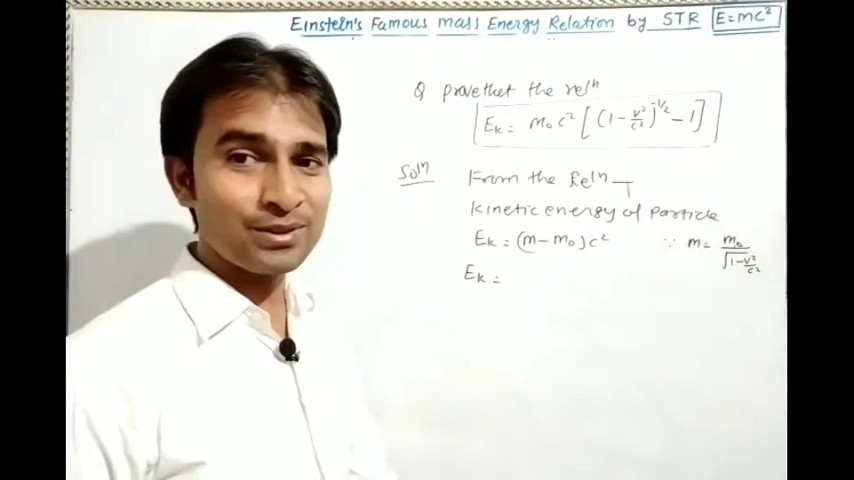 Einstein's Famous mass Energy Relation by STR E=mc²
Q prove thet the relⁿ
Eₖ = m₀c² [(1-v²/c²)^-1/2 - 1]
Solⁿ From the Relⁿ
kinetic energy of particle
Eₖ = (m-m₀)c² ∵ m = m₀/√(1-v²/c²)
Eₖ =